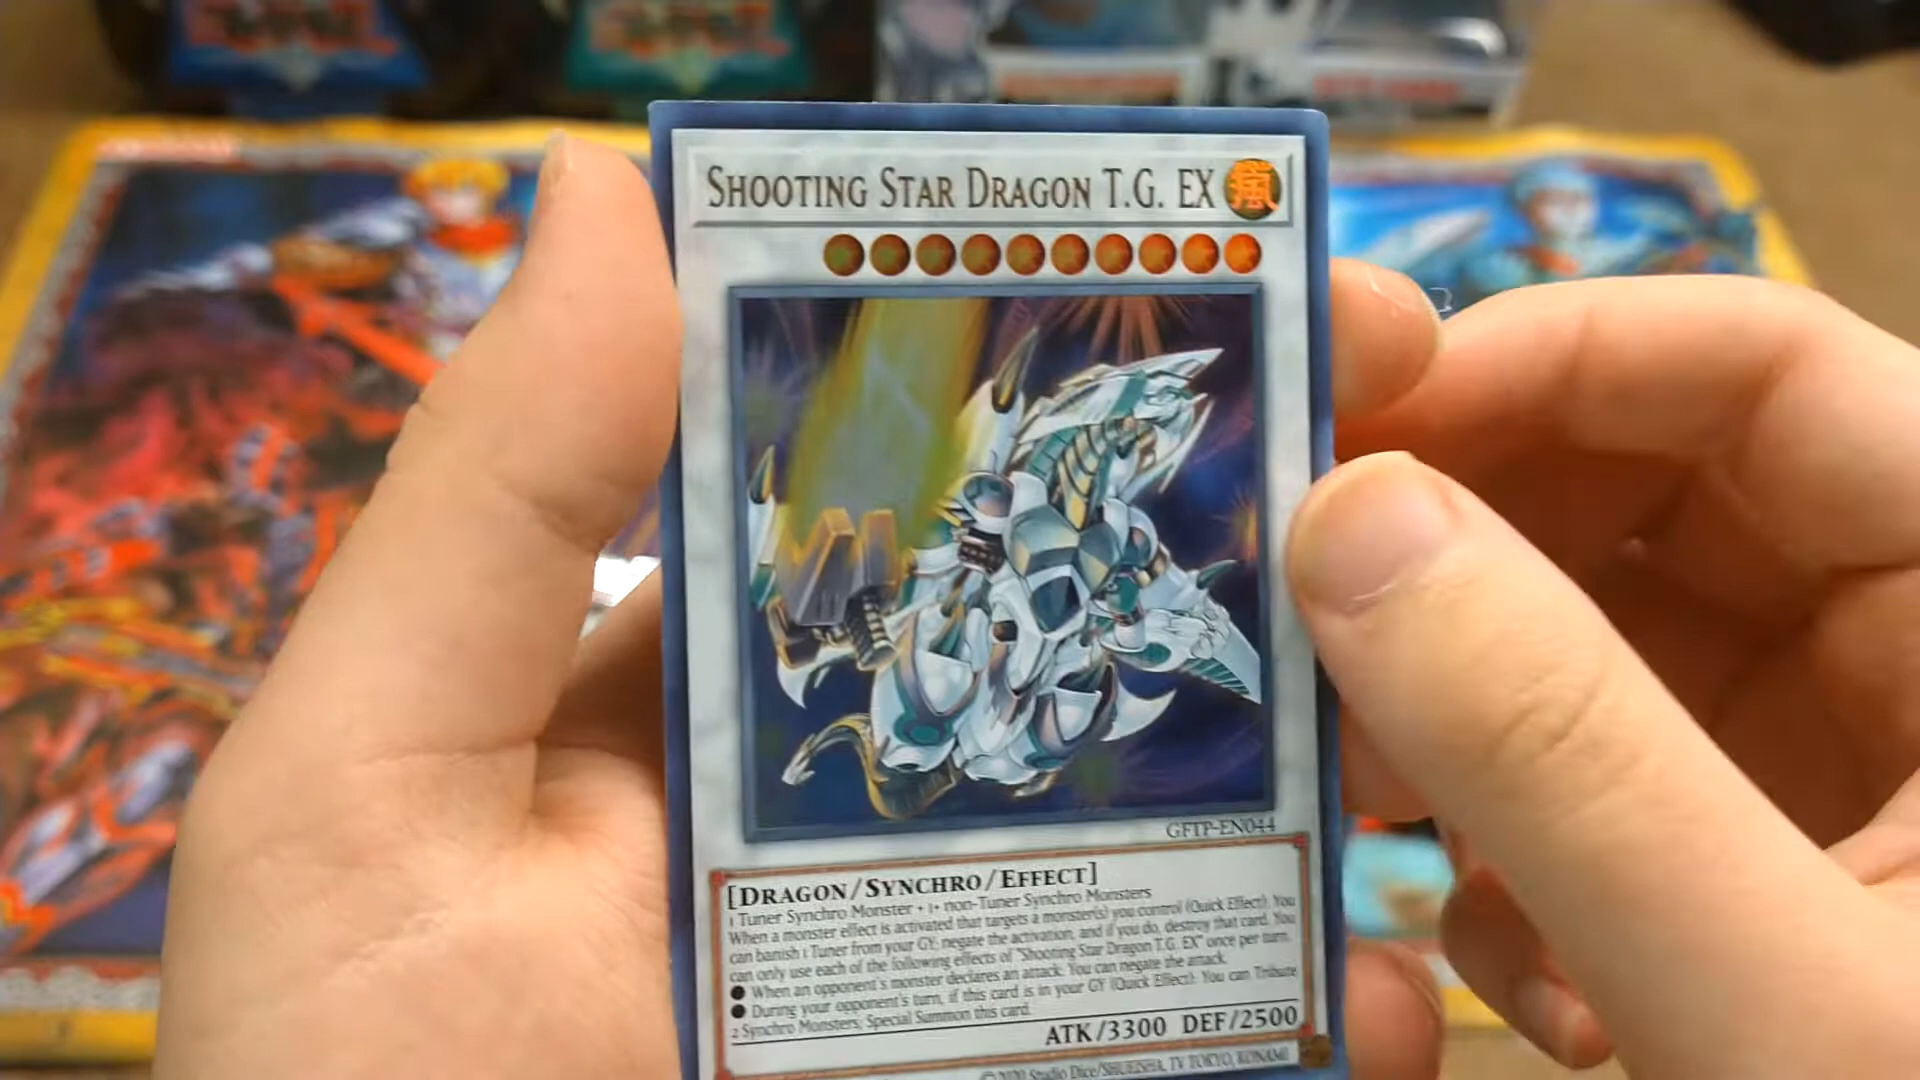 SHOOTING STAR DRAGON T.G. EX
風
GFTP-EN044
[DRAGON/SYNCHRO/EFFECT]
1 Tuner Synchro Monster + 1+ non-Tuner Synchro Monsters
When a monster effect is activated that targets a monster(s) you control (Quick Effect): You
can banish 1 Tuner from your GY; negate the activation, and if you do, destroy that card. You
can only use each of the following effects of "Shooting Star Dragon T.G. EX" once per turn.
● When an opponent's monster declares an attack: You can negate the attack.
● During your opponent's turn, if this card is in your GY (Quick Effect): You can Tribute
2 Synchro Monsters; Special Summon this card.
ATK/3300 DEF/2500
©2020 Studio Dice/SHUEISHA, TV TOKYO, KONAMI